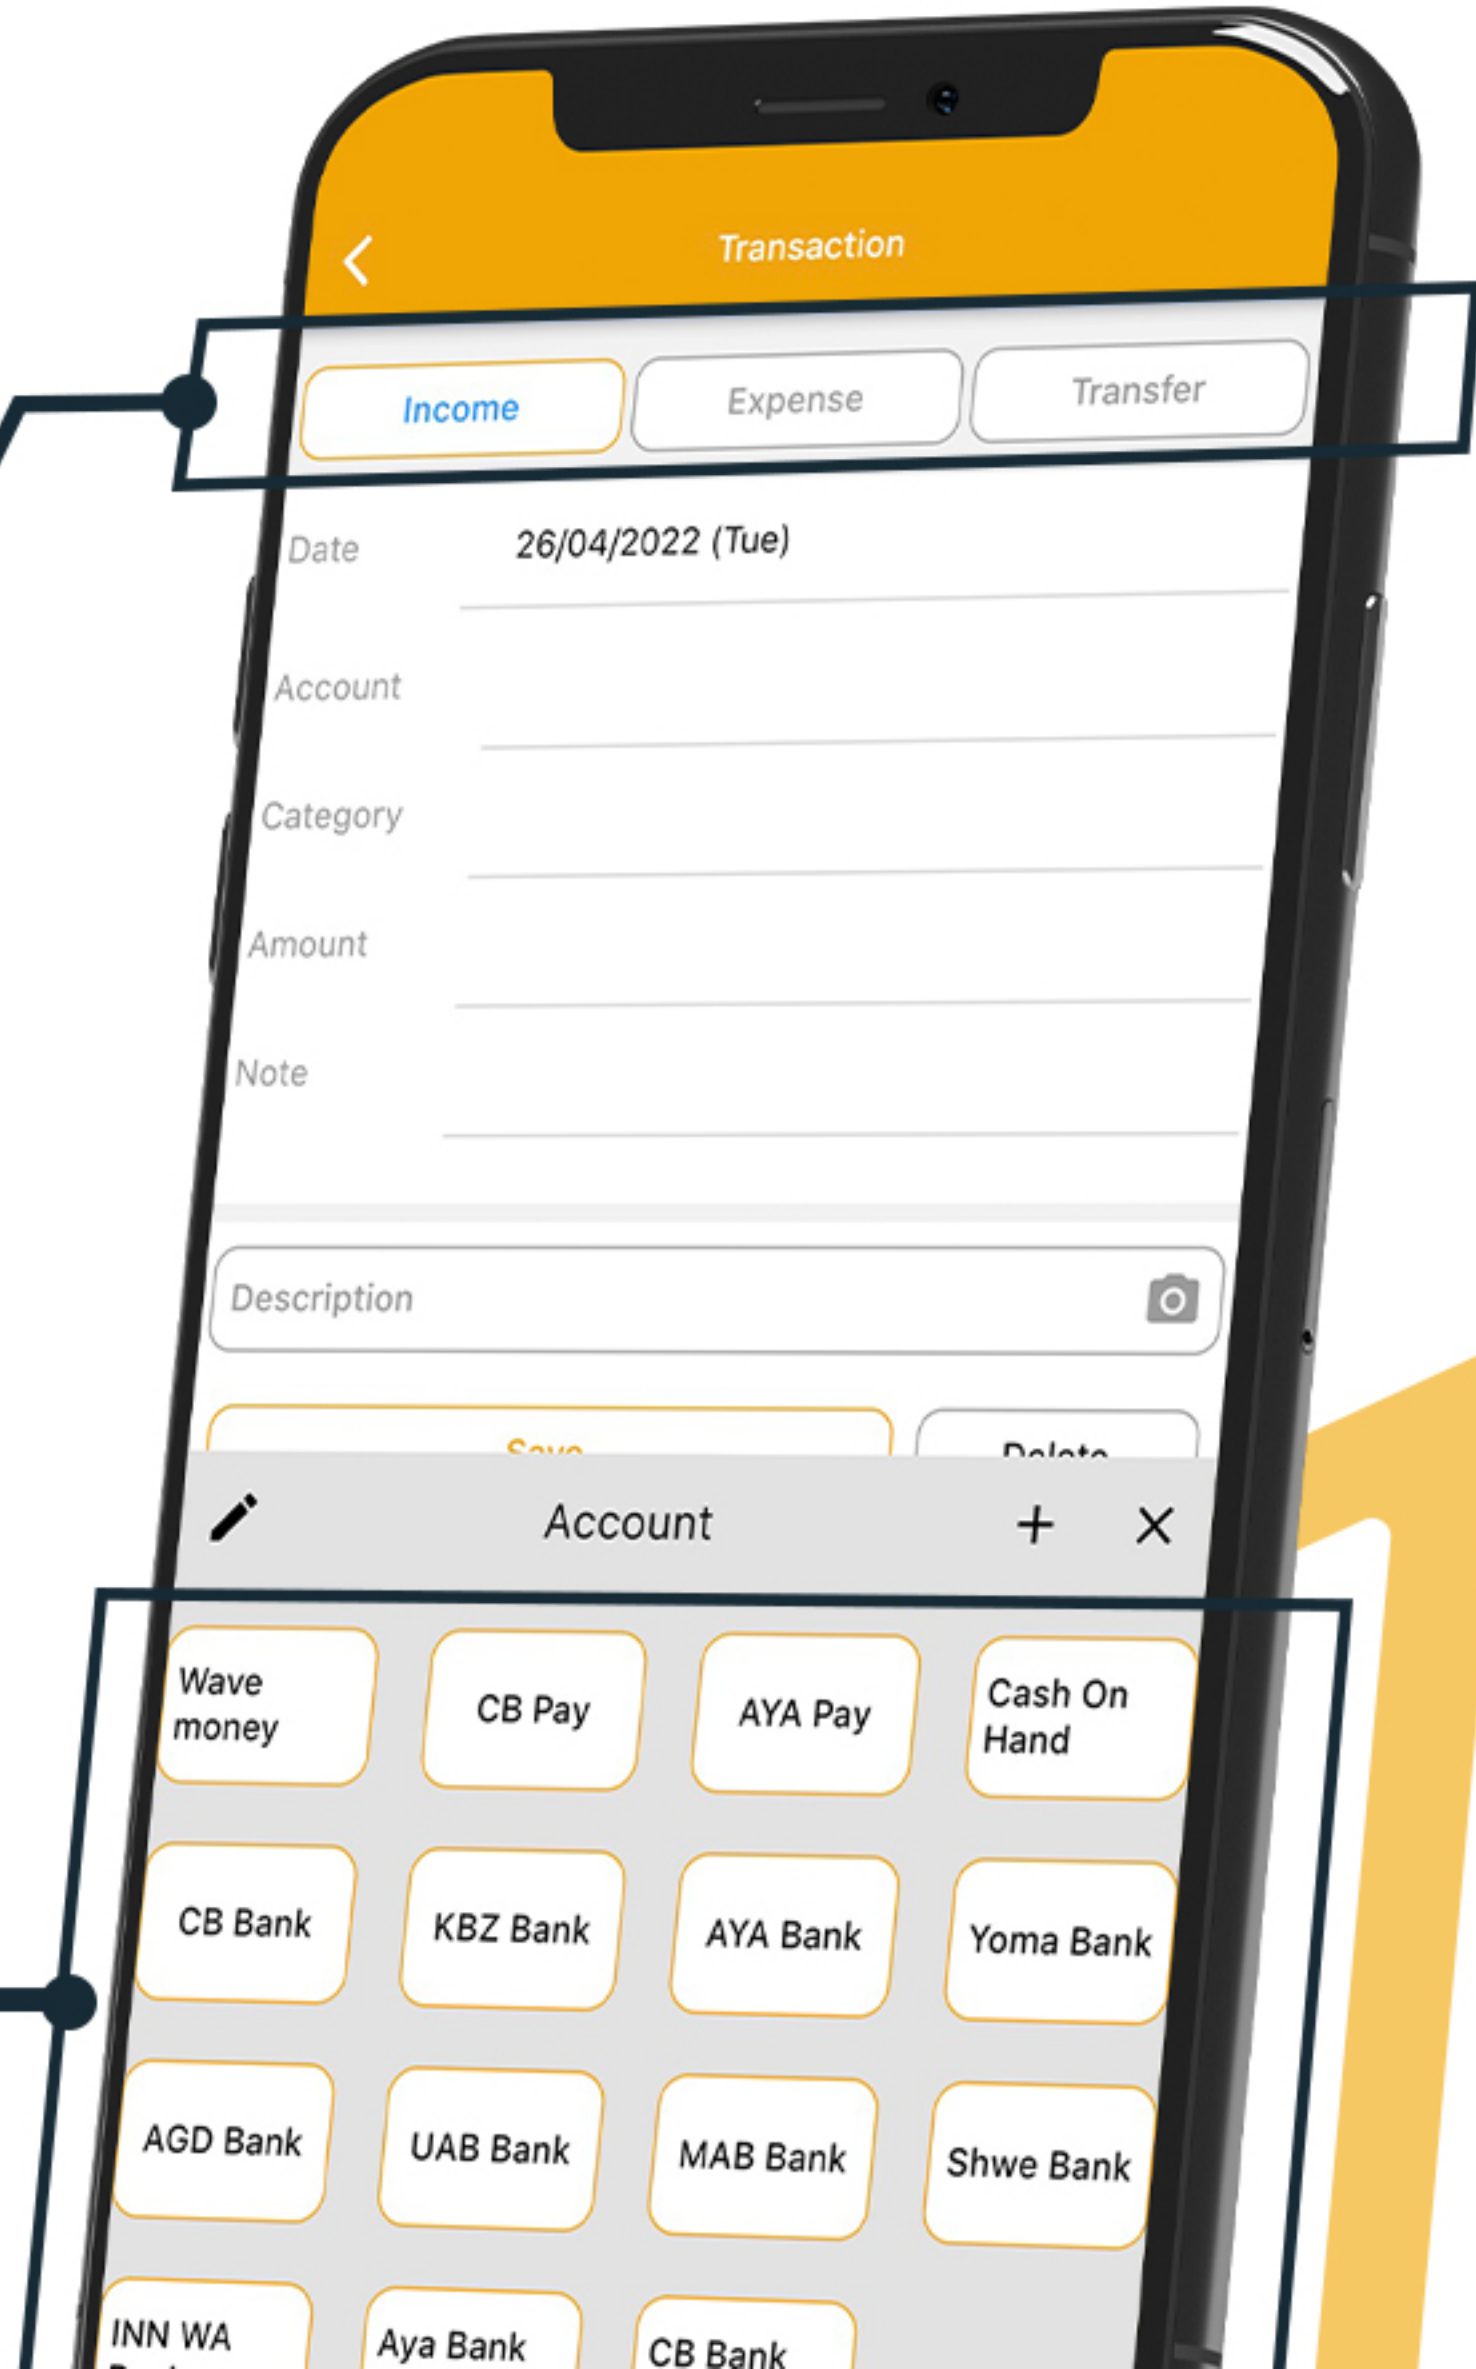 Transaction
Income Expense Transfer
Date 26/04/2022 (Tue)
Account
Category
Amount
Note
Description
Save Delete
Account
Wave
money
CB Pay
AYA Pay
Cash On
Hand
CB Bank
KBZ Bank
AYA Bank
Yoma Bank
AGD Bank
UAB Bank
MAB Bank
Shwe Bank
INN WA
Aya Bank
CB Bank